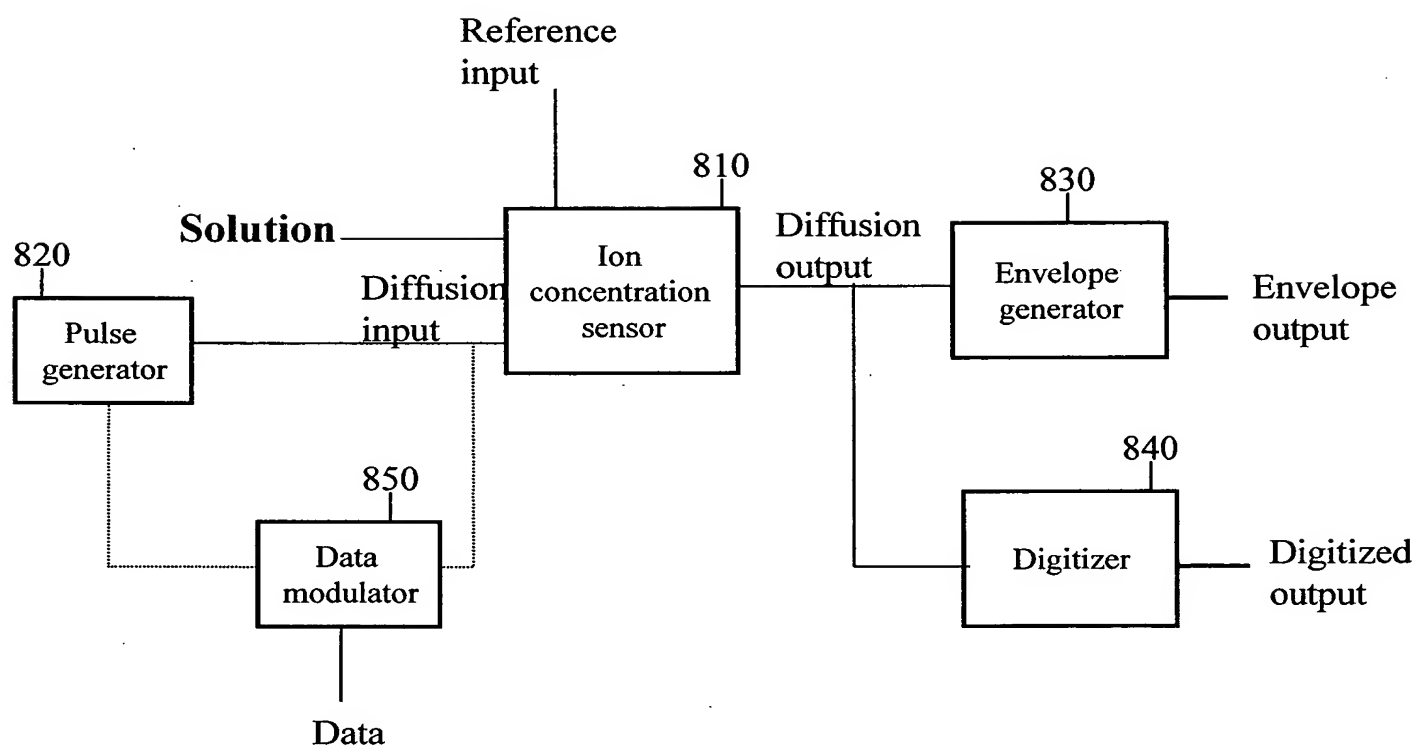 Reference
input
810
830
Solution
Diffusion
output
820
Ion
concentration
sensor
Envelope
generator
Envelope
output
Diffusion
input
Pulse
generator
840
850
Data
modulator
Digitizer
Digitized
output
Data